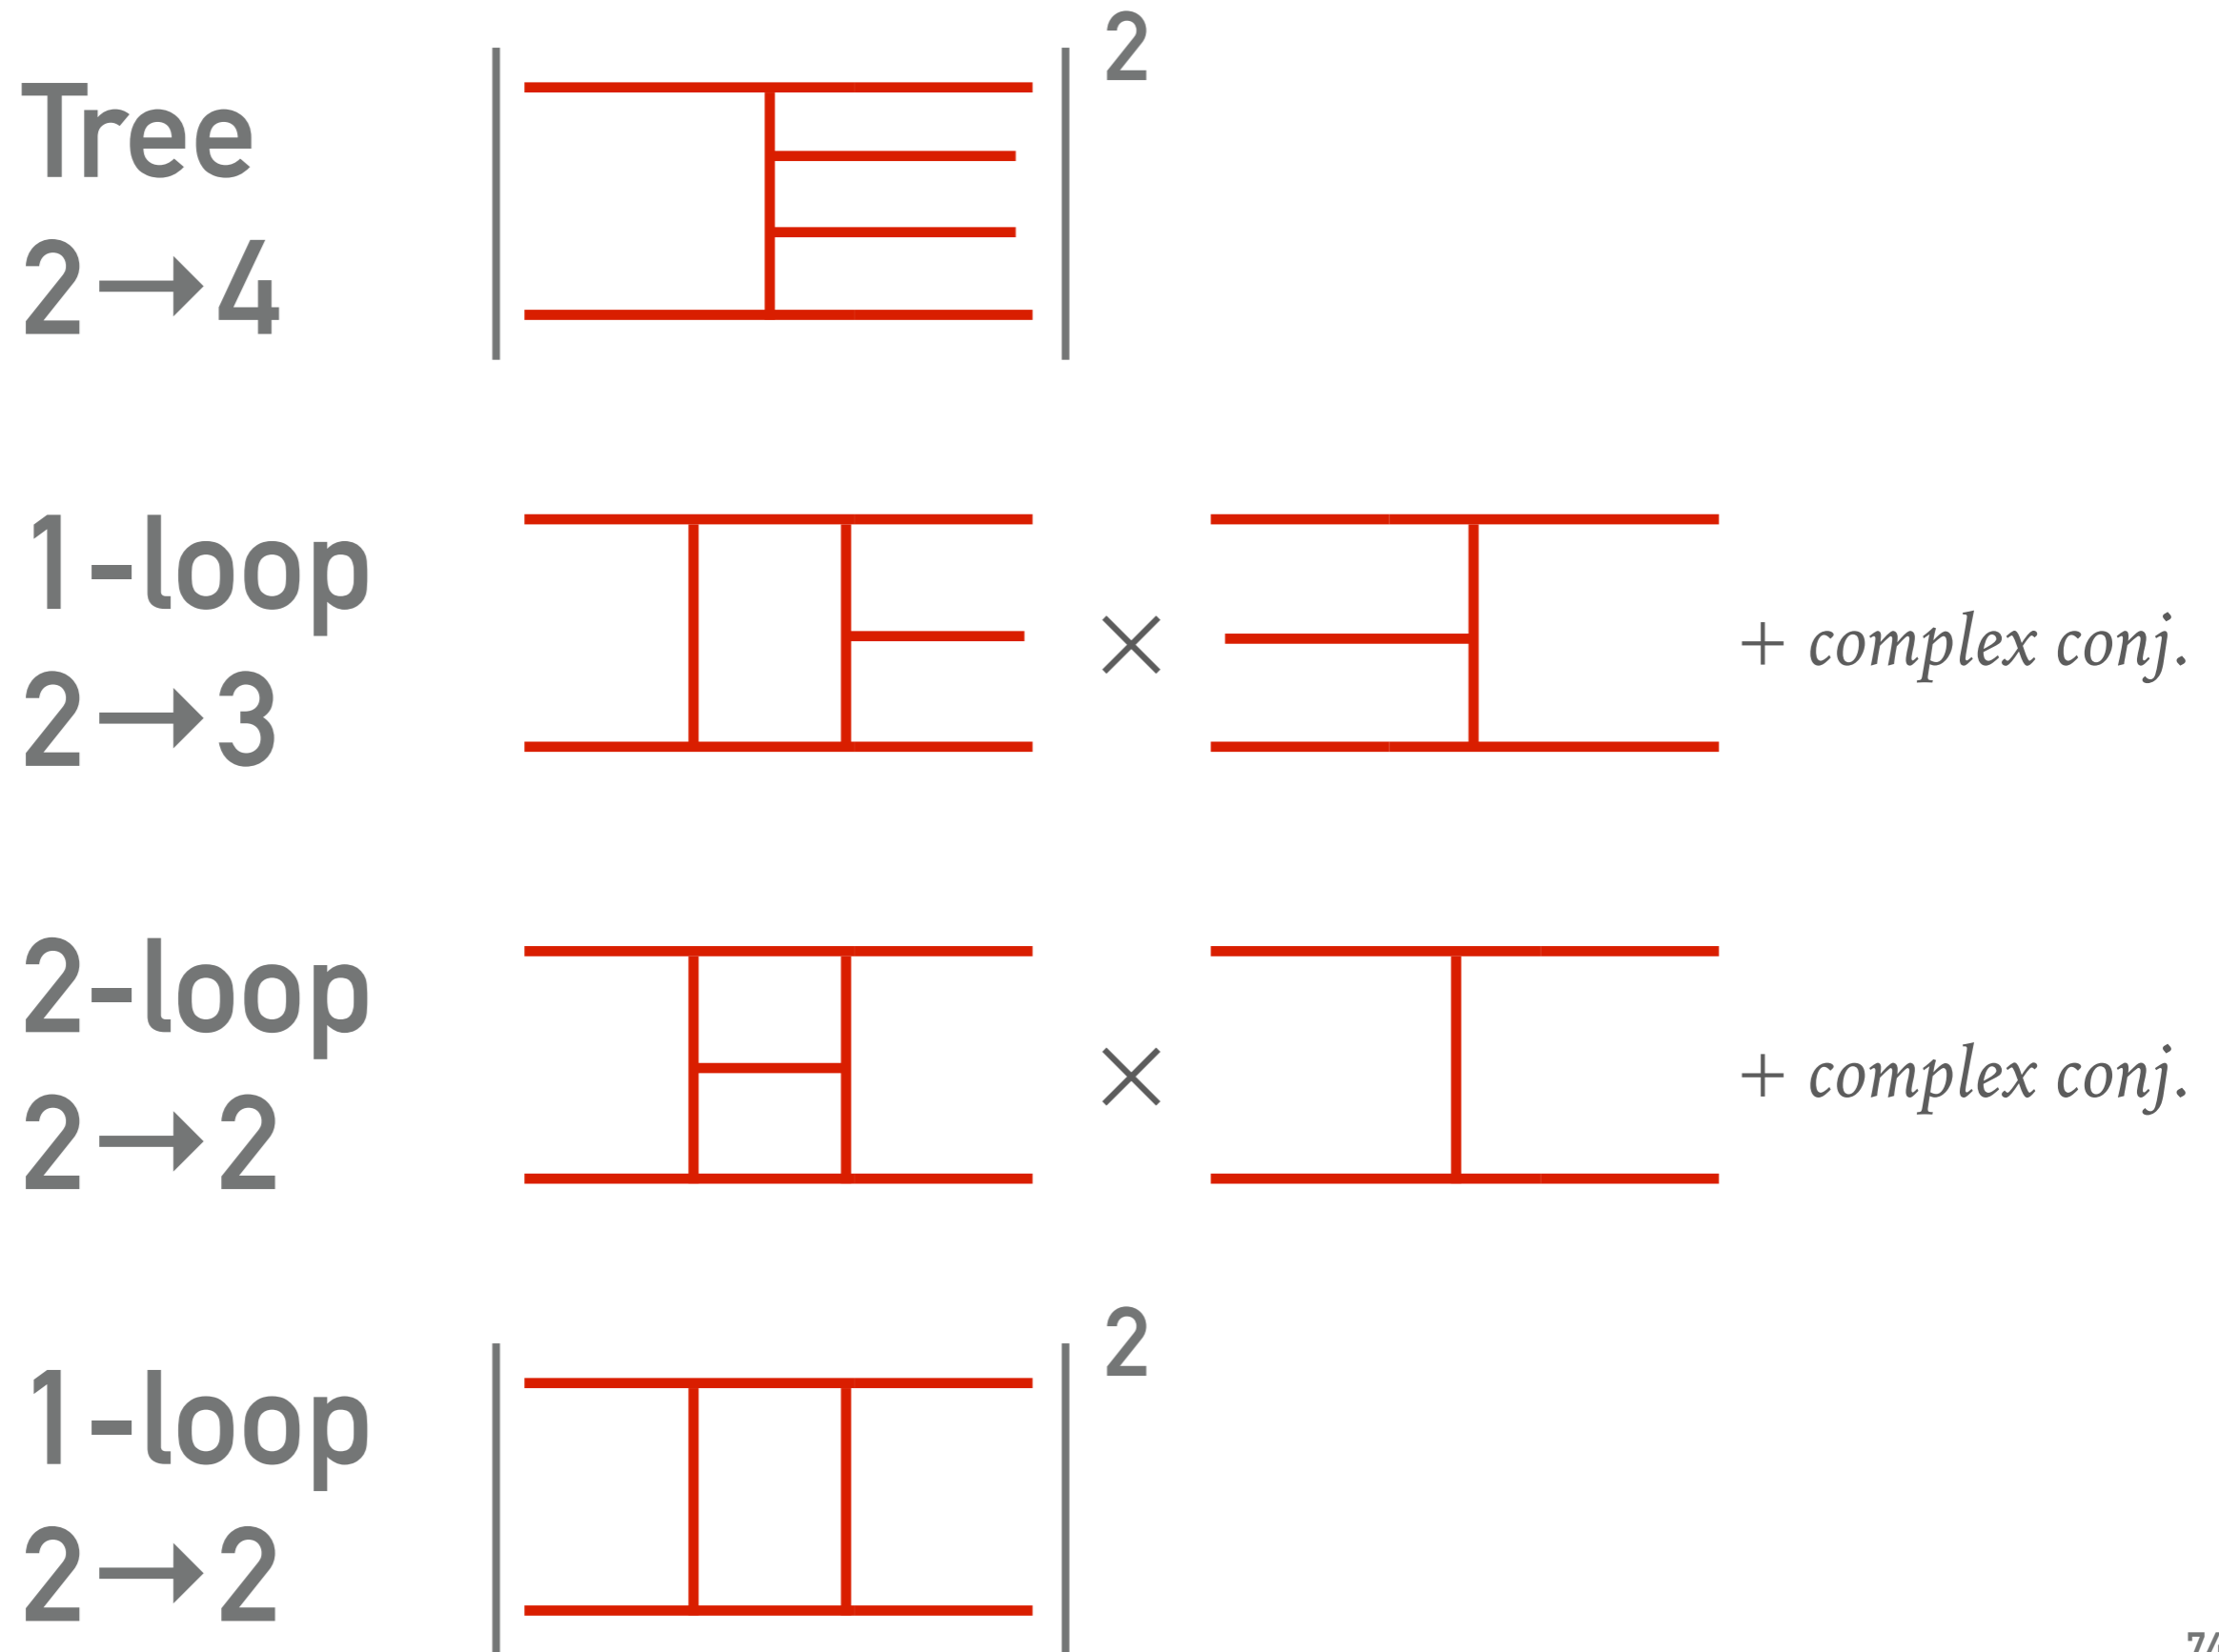 2
Tree
2→4
1-loop
2→3
× + complex conj.
2-loop
2→2
× + complex conj.
2
1-loop
2→2